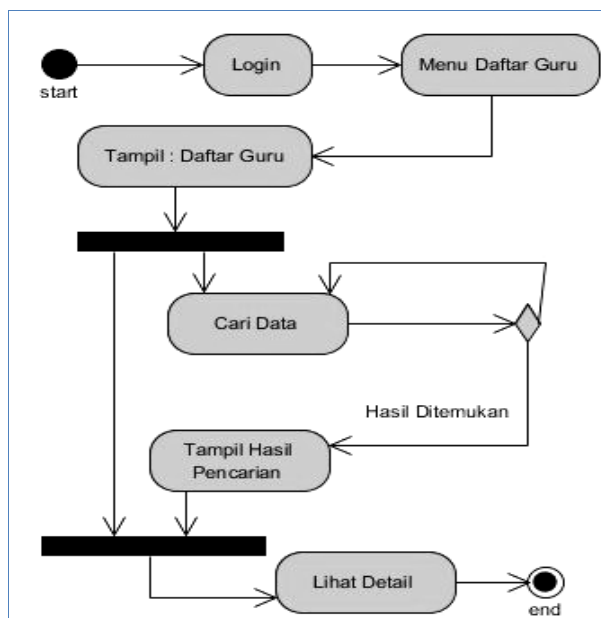 start
Login
Menu Daftar Guru
Tampil : Daftar Guru
Cari Data
Hasil Ditemukan
Tampil Hasil
Pencarian
Lihat Detail
end